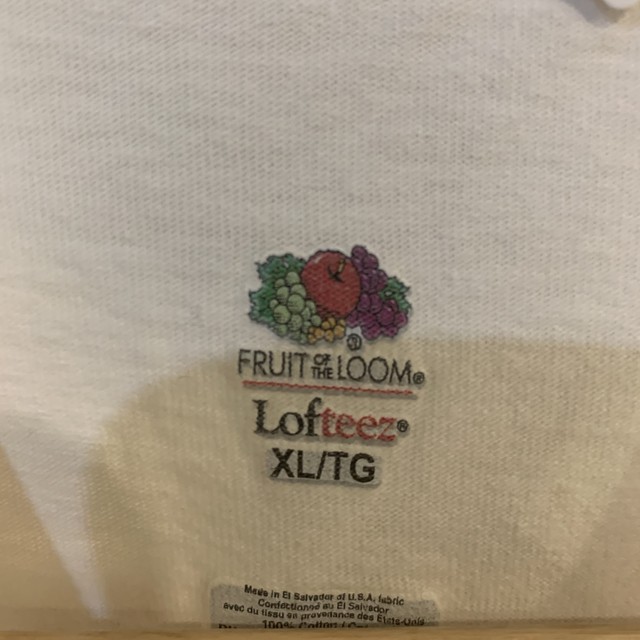 FRUIT OF THE LOOM®
Lofteez®
XL/TG
Made in El Salvador of U.S.A. fabric
Confectionné au El Salvador
avec du tissu en provenance des États-Unis
100% Cotton /